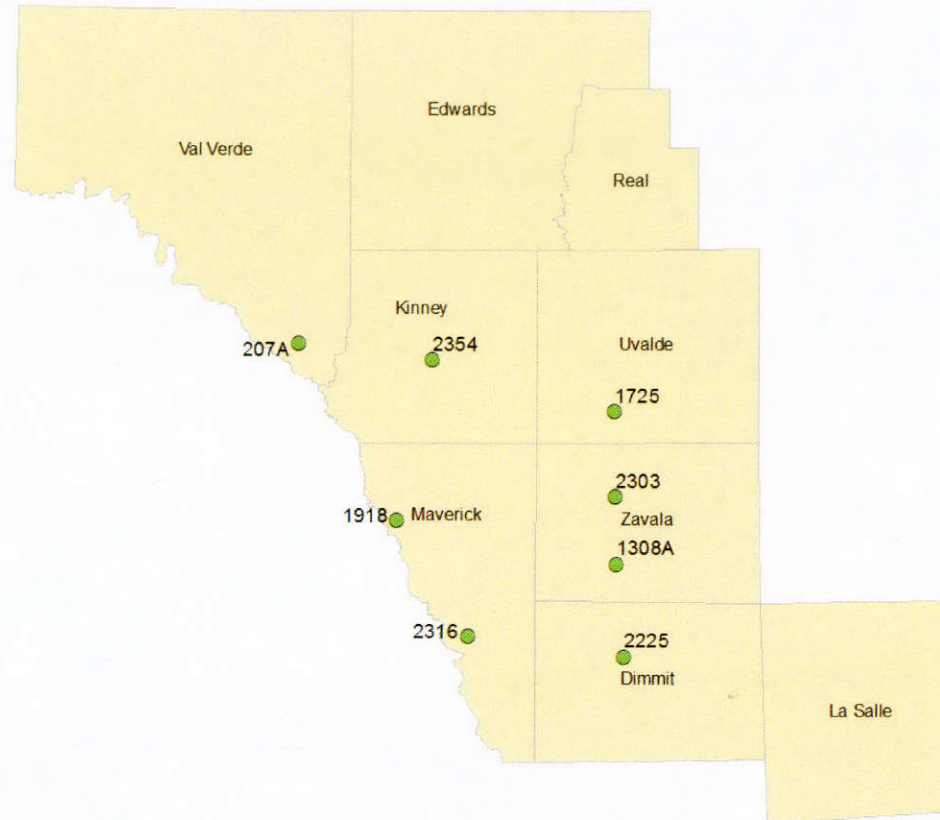 Edwards
Val Verde
Real
Kinney
2354
207A
Uvalde
1725
2303
1918
Maverick
Zavala
1308A
2316
2225
Dimmit
La Salle